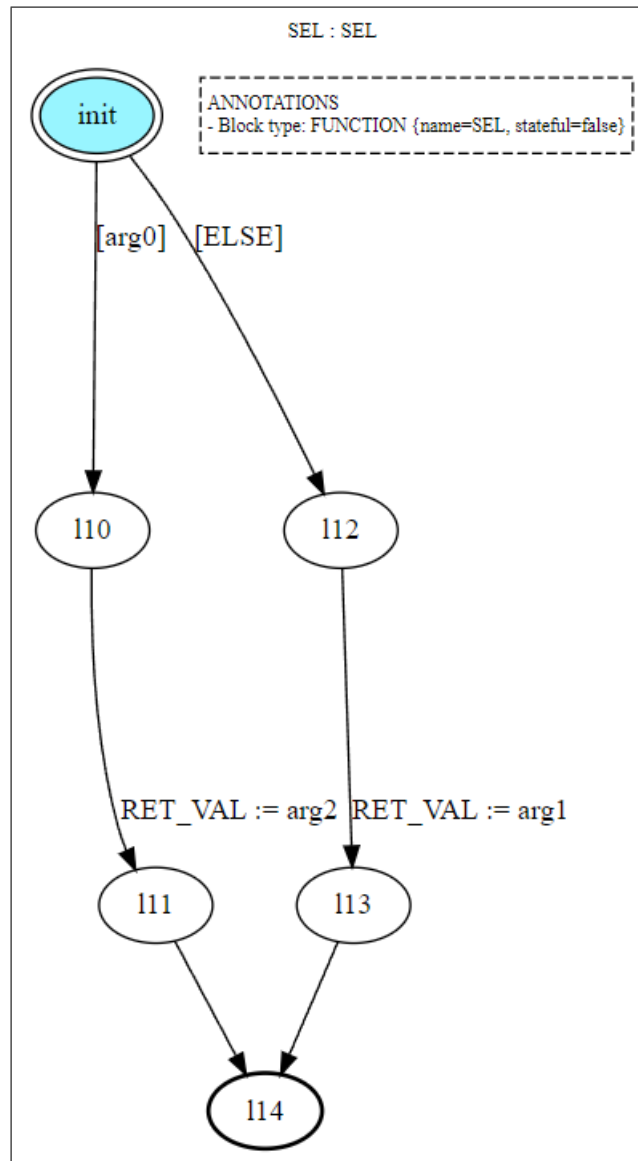 SEL : SEL
init
ANNOTATIONS
- Block type: FUNCTION {name=SEL, stateful=false}
[arg0]
[ELSE]
l10
l12
RET_VAL := arg2
RET_VAL := arg1
l11
l13
l14